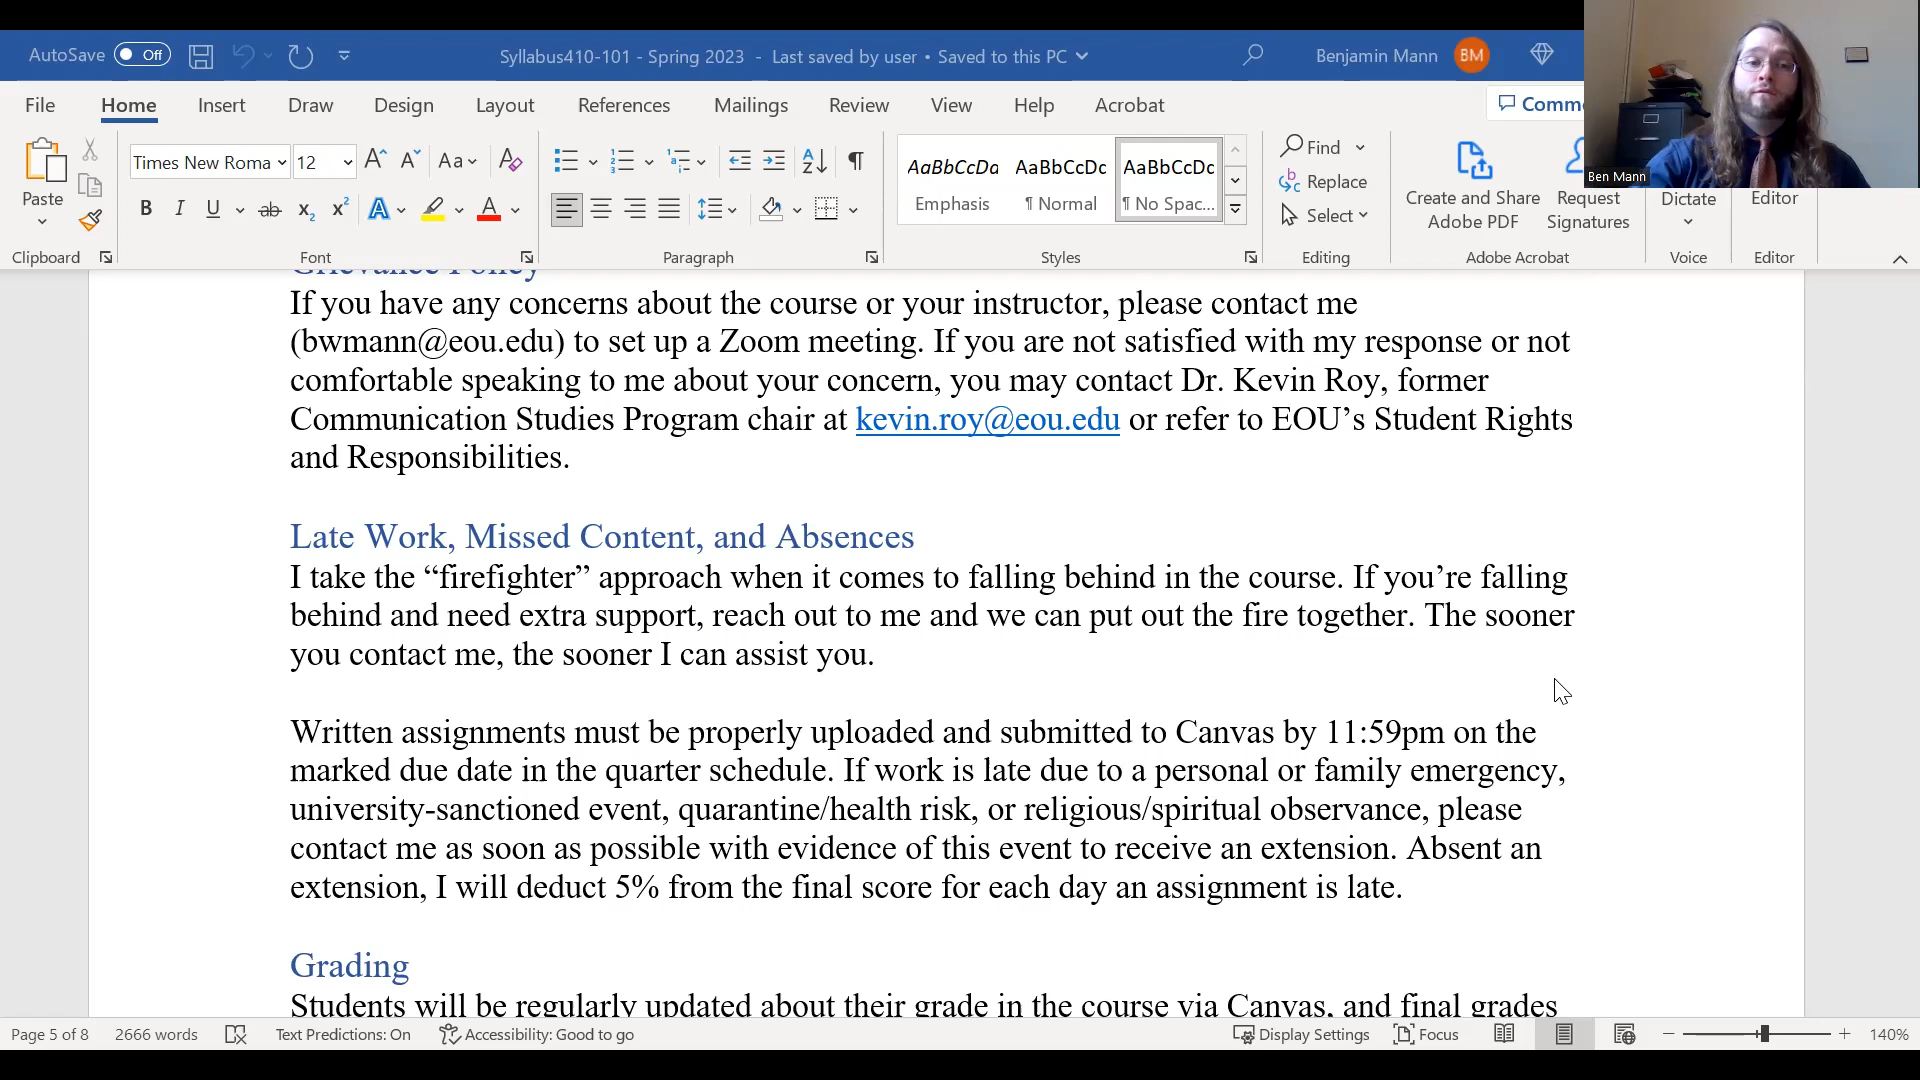 AutoSave Off Syllabus410-101 - Spring 2023 - Last saved by user • Saved to this PC Benjamin Mann BM
File Home Insert Draw Design Layout References Mailings Review View Help Acrobat
Times New Roma 12 Aa
Paste B I U ab x2 x2 A A
AaBbCcDc AaBbCcDc AaBbCcDc
Emphasis ¶ Normal ¶ No Spac...
Find
Replace
Select
Create and Share
Adobe PDF
Request
Signatures
Dictate
Editor
Clipboard Font Paragraph Styles Editing Adobe Acrobat Voice Editor
Ben Mann
Grievance Policy
If you have any concerns about the course or your instructor, please contact me
(bwmann@eou.edu) to set up a Zoom meeting. If you are not satisfied with my response or not
comfortable speaking to me about your concern, you may contact Dr. Kevin Roy, former
Communication Studies Program chair at kevin.roy@eou.edu or refer to EOU’s Student Rights
and Responsibilities.
Late Work, Missed Content, and Absences
I take the “firefighter” approach when it comes to falling behind in the course. If you’re falling
behind and need extra support, reach out to me and we can put out the fire together. The sooner
you contact me, the sooner I can assist you.
Written assignments must be properly uploaded and submitted to Canvas by 11:59pm on the
marked due date in the quarter schedule. If work is late due to a personal or family emergency,
university-sanctioned event, quarantine/health risk, or religious/spiritual observance, please
contact me as soon as possible with evidence of this event to receive an extension. Absent an
extension, I will deduct 5% from the final score for each day an assignment is late.
Grading
Students will be regularly updated about their grade in the course via Canvas, and final grades
Page 5 of 8 2666 words Text Predictions: On Accessibility: Good to go Display Settings Focus 140%